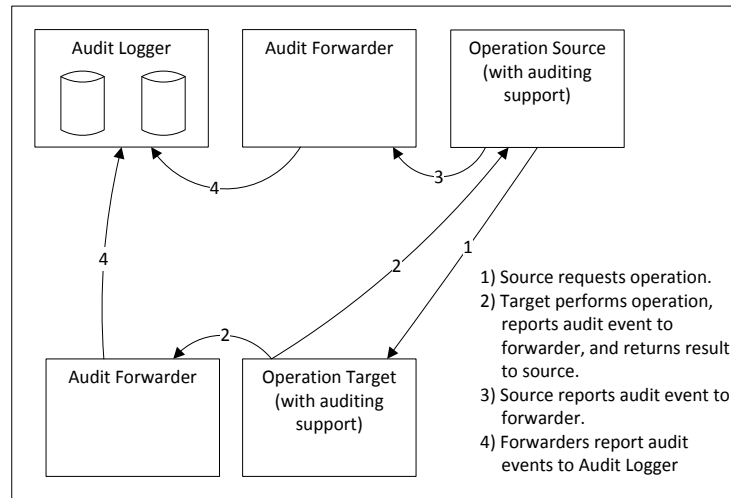 Audit Logger
Audit Forwarder
Operation Source
(with auditing
support)
3
4
4
2
1
2
Audit Forwarder
Operation Target
(with auditing
support)
1) Source requests operation.
2) Target performs operation,
reports audit event to
forwarder, and returns result
to source.
3) Source reports audit event to
forwarder.
4) Forwarders report audit
events to Audit Logger